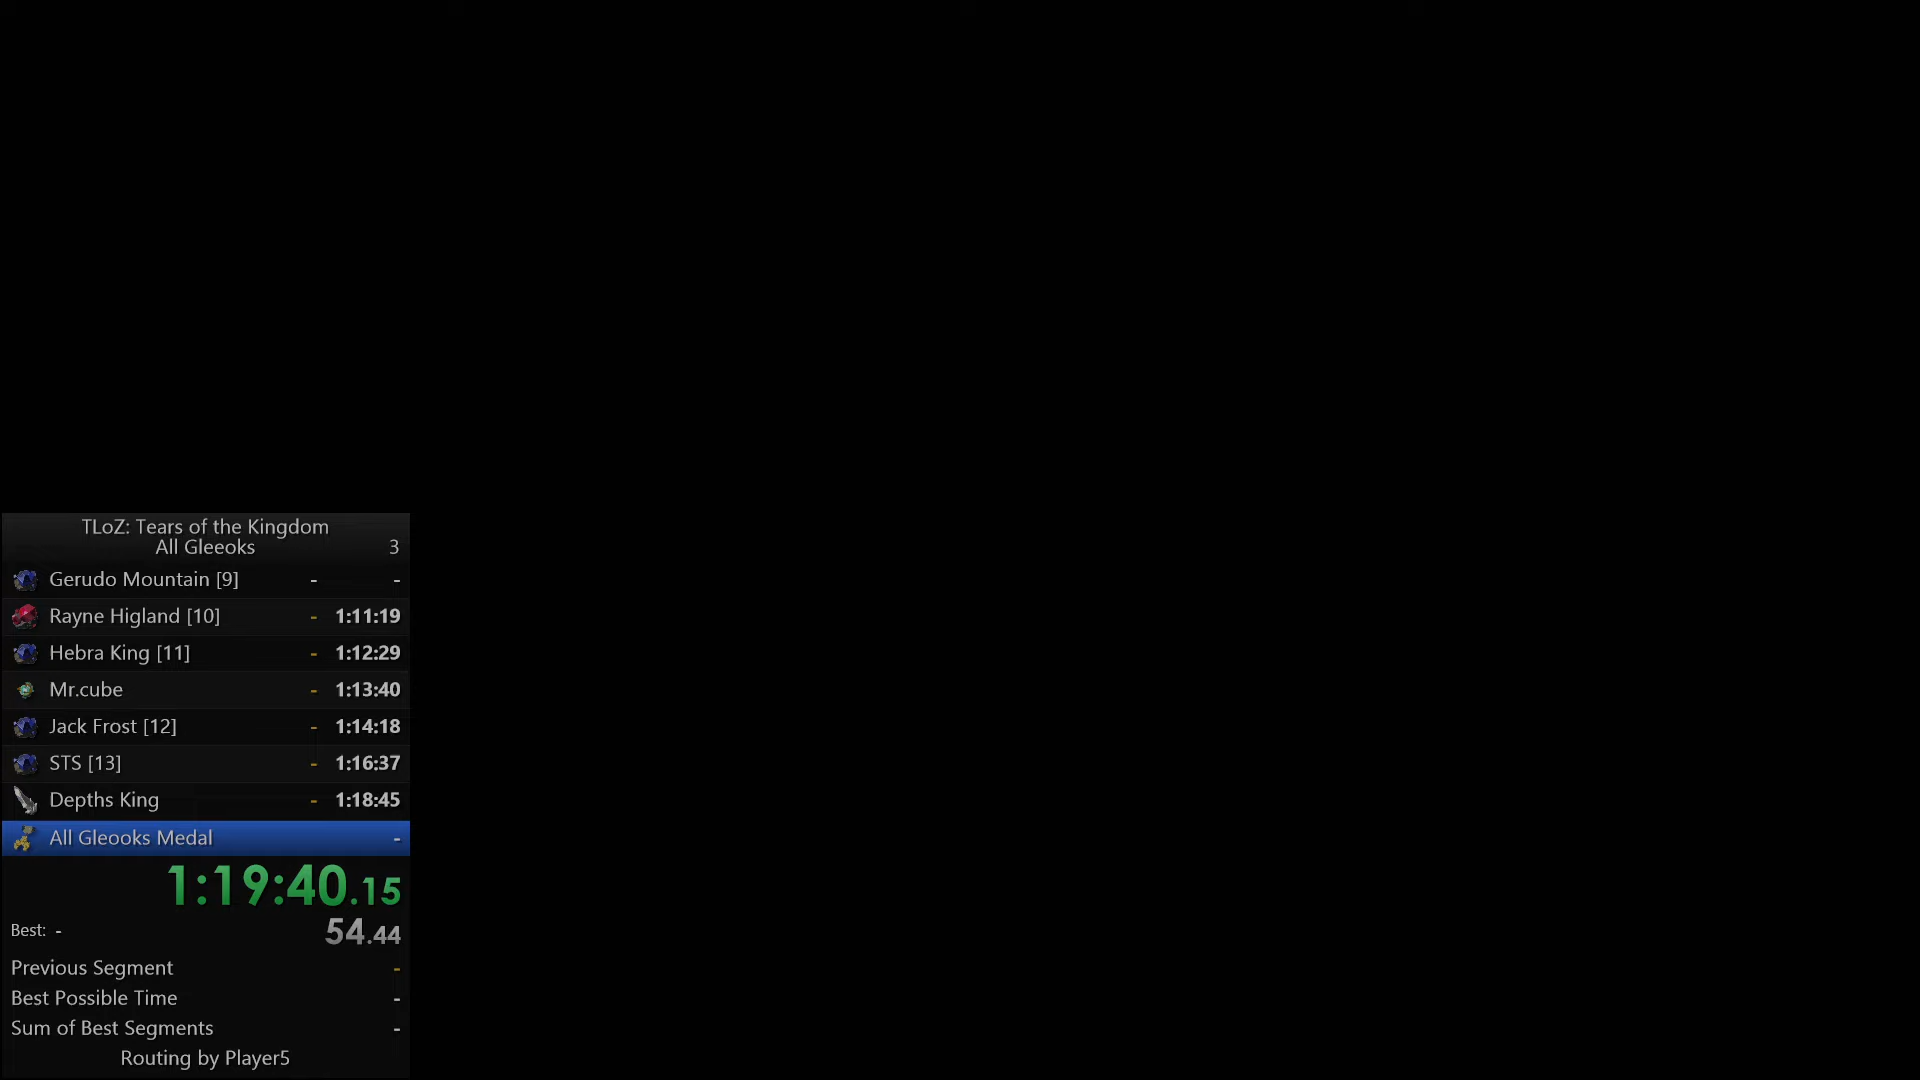 TLoZ: Tears of the Kingdom
All Gleeoks 3
Gerudo Mountain [9] - -
Rayne Higland [10] - 1:11:19
Hebra King [11] - 1:12:29
Mr.cube - 1:13:40
Jack Frost [12] - 1:14:18
STS [13] - 1:16:37
Depths King - 1:18:45
All Gleooks Medal -
1:19:40.15
Best: - 54.44
Previous Segment -
Best Possible Time -
Sum of Best Segments -
Routing by Player5